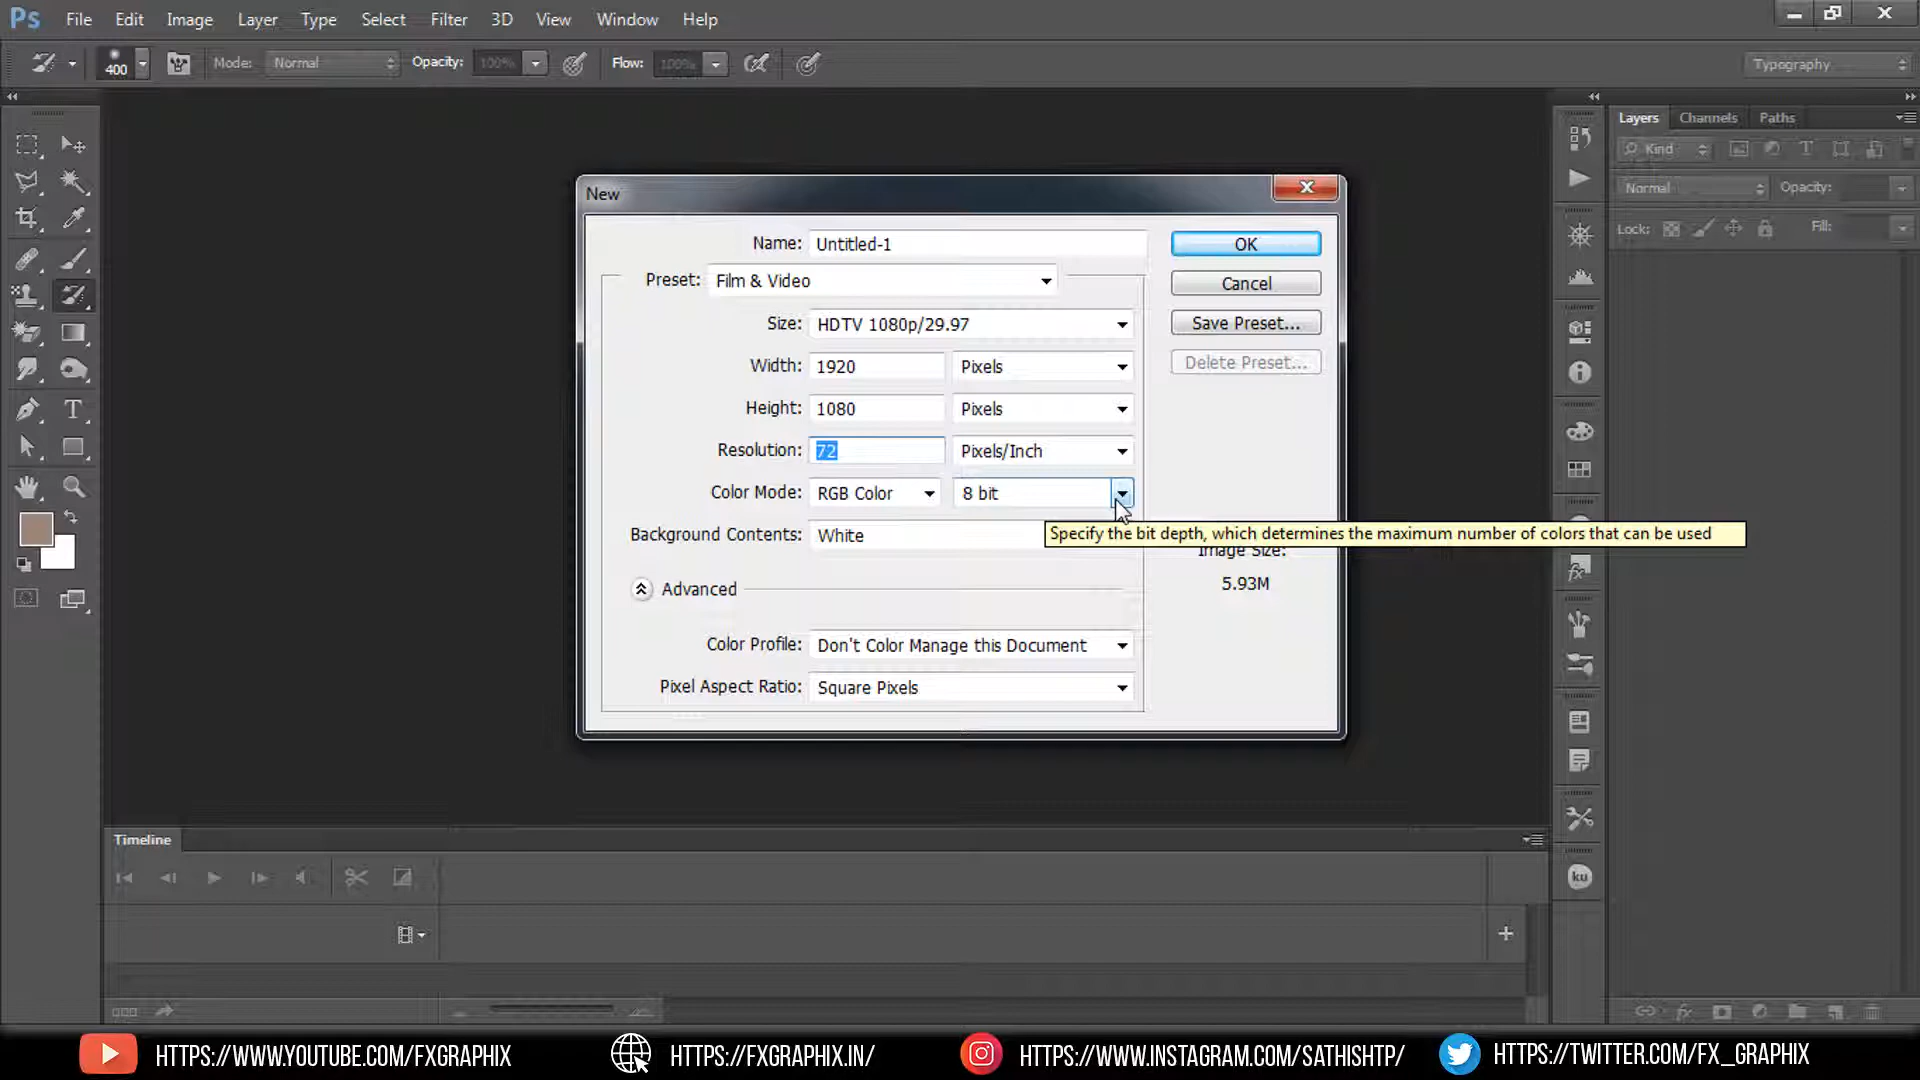 Ps File Edit Image Layer Type Select Filter 3D View Window Help
400 Mode: Normal Opacity: 100% Flow: 100% Typography
Layers Channels Paths
Kind
Normal Opacity:
Lock: Fill:
New
Name: Untitled-1 OK
Preset: Film & Video Cancel
Size: HDTV 1080p/29.97 Save Preset...
Width: 1920 Pixels Delete Preset...
Height: 1080 Pixels
Resolution: 72 Pixels/Inch
Color Mode: RGB Color 8 bit
Background Contents: White
Specify the bit depth, which determines the maximum number of colors that can be used
Image Size:
5.93M
Advanced
Color Profile: Don't Color Manage this Document
Pixel Aspect Ratio: Square Pixels
Timeline
ku
HTTPS://WWW.YOUTUBE.COM/FXGRAPHIX HTTPS://FXGRAPHIX.IN/ HTTPS://WWW.INSTAGRAM.COM/SATHISHTP/ HTTPS://TWITTER.COM/FX_GRAPHIX